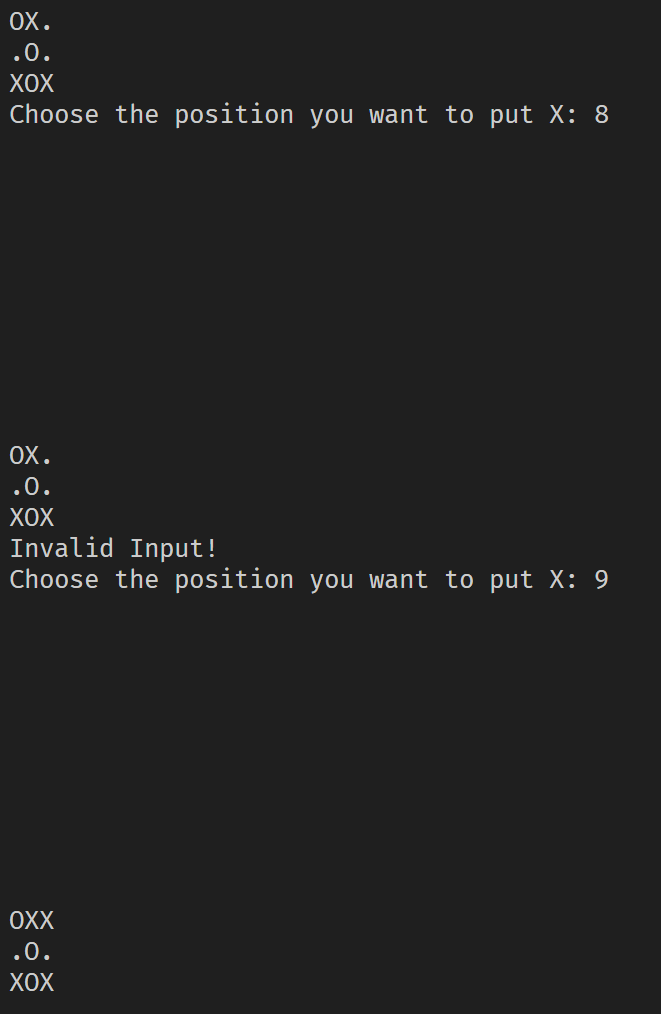 OX.
.O.
XOX
Choose the position you want to put X: 8
OX.
.O.
XOX
Invalid Input!
Choose the position you want to put X: 9
OXX
.O.
XOX